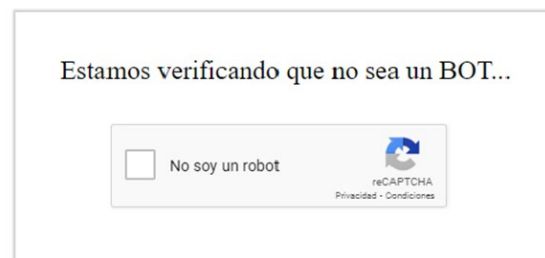 Estamos verificando que no sea un BOT...
No soy un robot
reCAPTCHA
Privacidad - Condiciones